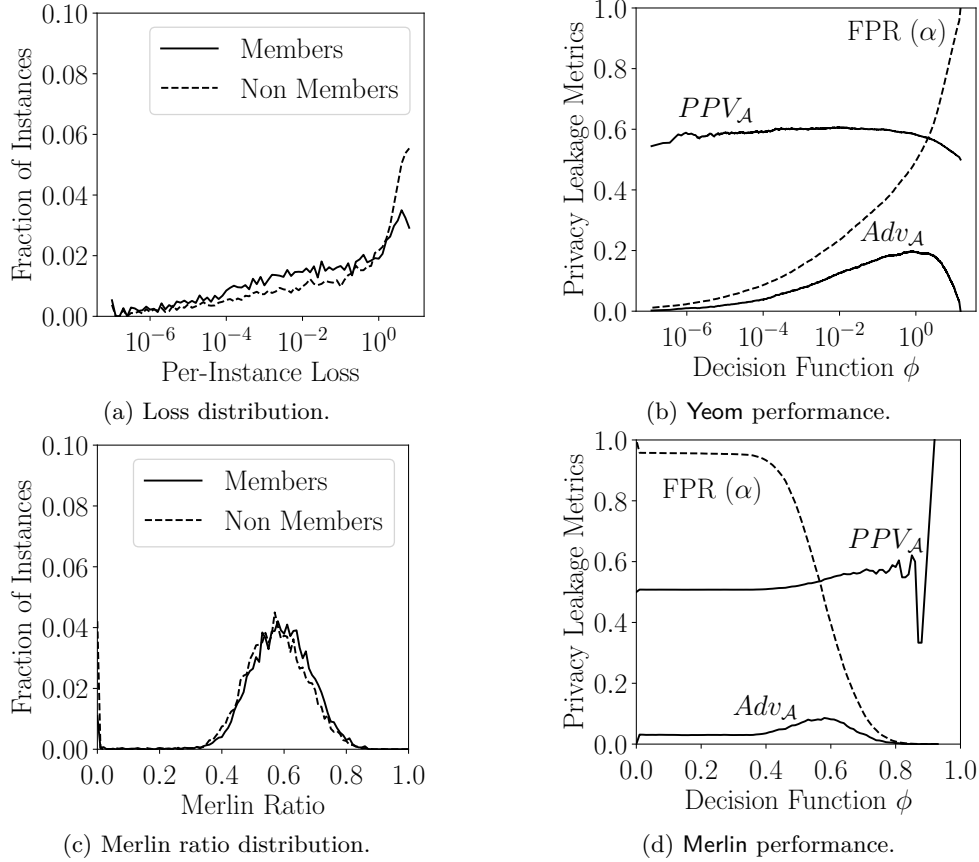 0.10
0.08
0.06
0.04
0.02
0.00
Fraction of Instances
Members
Non Members
10^{-6}
10^{-4}
10^{-2}
10^{0}
Per-Instance Loss
(a) Loss distribution.
1.0
0.8
0.6
0.4
0.2
0.0
Privacy Leakage Metrics
FPR (α)
PPV_𝒜
Adv_𝒜
10^{-6}
10^{-4}
10^{-2}
10^{0}
Decision Function ϕ
(b) Yeom performance.
0.10
0.08
0.06
0.04
0.02
0.00
Fraction of Instances
Members
Non Members
0.0
0.2
0.4
0.6
0.8
1.0
Merlin Ratio
(c) Merlin ratio distribution.
1.0
0.8
0.6
0.4
0.2
0.0
Privacy Leakage Metrics
FPR (α)
PPV_𝒜
Adv_𝒜
0.0
0.2
0.4
0.6
0.8
1.0
Decision Function ϕ
(d) Merlin performance.